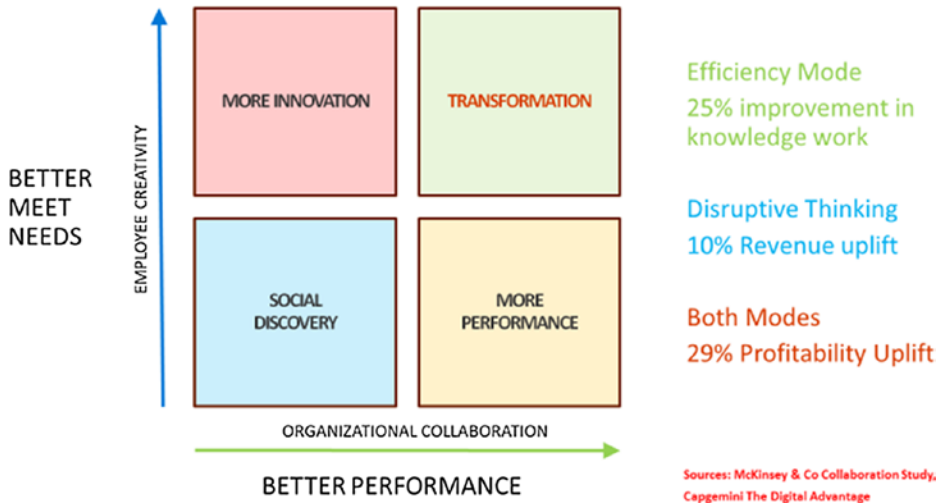 BETTER
MEET
NEEDS
EMPLOYEE CREATIVITY
MORE INNOVATION
TRANSFORMATION
SOCIAL
DISCOVERY
MORE
PERFORMANCE
ORGANIZATIONAL COLLABORATION
BETTER PERFORMANCE
Efficiency Mode
25% improvement in
knowledge work
Disruptive Thinking
10% Revenue uplift
Both Modes
29% Profitability Uplift
Sources: McKinsey & Co Collaboration Study,
Capgemini The Digital Advantage